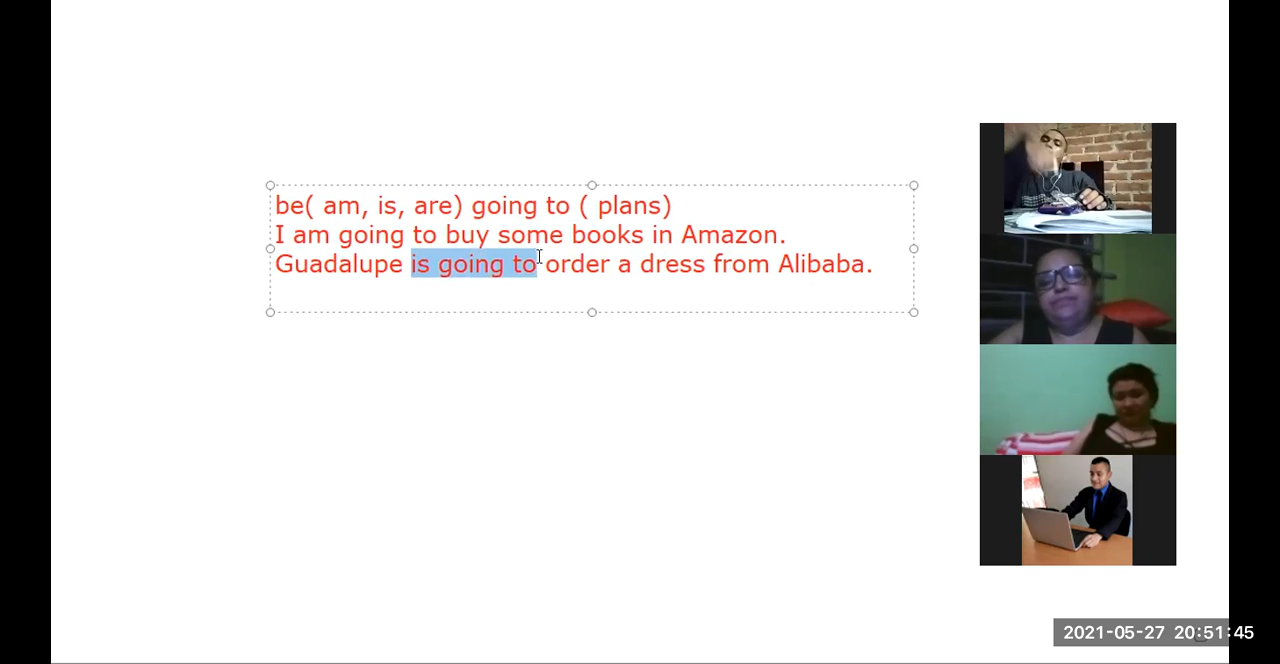 be( am, is, are) going to ( plans)
I am going to buy some books in Amazon.
Guadalupe is going to order a dress from Alibaba.
2021-05-27 20:51:45